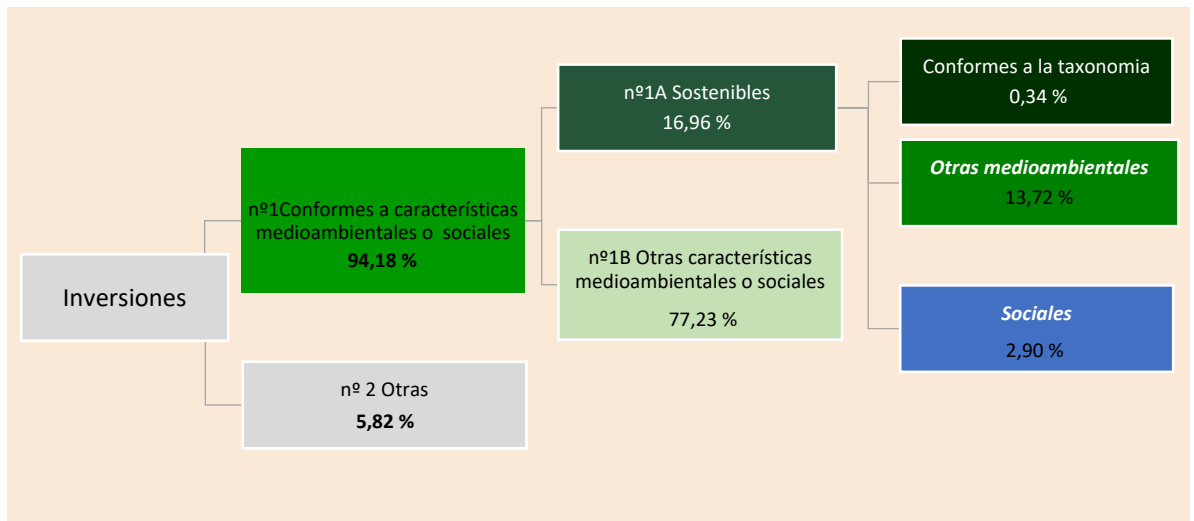 Inversiones
nº1Conformes a características
medioambientales o sociales
94,18 %
nº 2 Otras
5,82 %
nº1A Sostenibles
16,96 %
nº1B Otras características
medioambientales o sociales
77,23 %
Conformes a la taxonomia
0,34 %
Otras medioambientales
13,72 %
Sociales
2,90 %